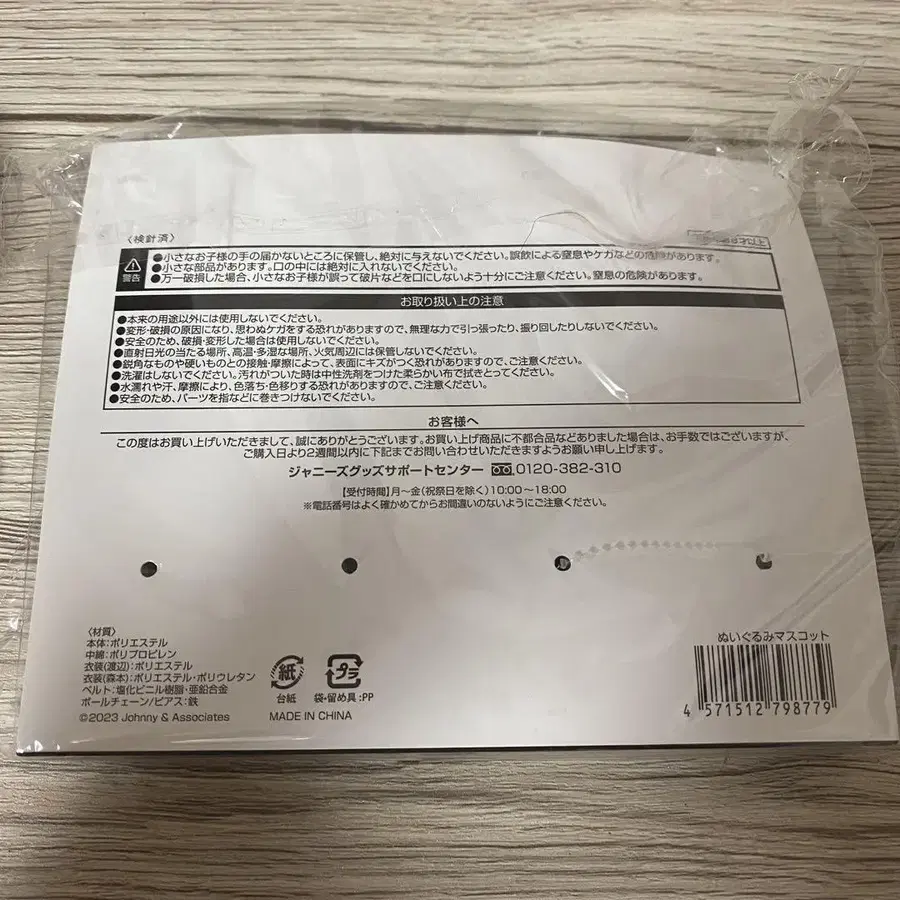 〈検針済〉
警告
●小さなお子様の手の届かないところに保管し、絶対に与えないでください。誤飲による窒息やケガなどの危険があります。
●小さな部品があります。口の中には絶対に入れないでください。
●万一破損した場合、小さなお子様が誤って破片などを口にしないよう十分にご注意ください。窒息の危険があります。
お取り扱い上の注意
●本来の用途以外には使用しないでください。
●変形・破損の原因になり、思わぬケガをする恐れがありますので、無理な力で引っ張ったり、振り回したりしないでください。
●安全のため、破損・変形した場合は使用しないでください。
●直射日光の当たる場所、高温・多湿な場所、火気周辺には保管しないでください。
●鋭角なものや硬いものとの接触・摩擦によって、表面にキズがつく恐れがありますので、ご注意ください。
●洗濯はしないでください。汚れがついた時は中性洗剤をつけた柔らかい布で拭きとってください。
●水濡れや汗、摩擦により、色落ち・色移りする恐れがありますので、ご注意ください。
●安全のため、パーツを指などに巻きつけないでください。
お客様へ
この度はお買い上げいただきまして、誠にありがとうございます。お買い上げ商品に不都合品などありました場合は、お手数ではございますが、
ご購入日より2週間以内に下記までお問い合わせいただきますようお願い申し上げます。
ジャニーズグッズサポートセンター 0120-382-310
【受付時間】月〜金(祝祭日を除く)10:00〜18:00
※電話番号はよく確かめてからお間違いのないようにご注意ください。
〈材質〉
本体:ポリエステル
中綿:ポリプロピレン
衣装(渡辺):ポリエステル
衣装(森本):ポリエステル・ポリウレタン
ベルト:塩化ビニル樹脂・亜鉛合金
ボールチェーン/ピアス:鉄
©2023 Johnny & Associates
紙
台紙
プラ
袋・留め具:PP
MADE IN CHINA
ぬいぐるみマスコット
4 571512 798779